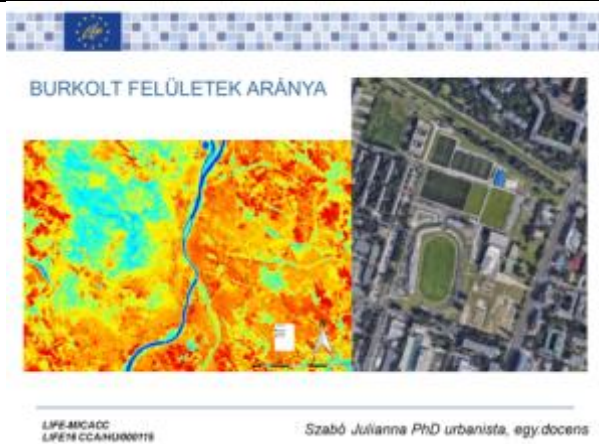 BURKOLT FELÜLETEK ARÁNYA
LIFE-MICACC
LIFE16 CCA/HU/000115
Szabó Julianna PhD urbanista, egy.docens